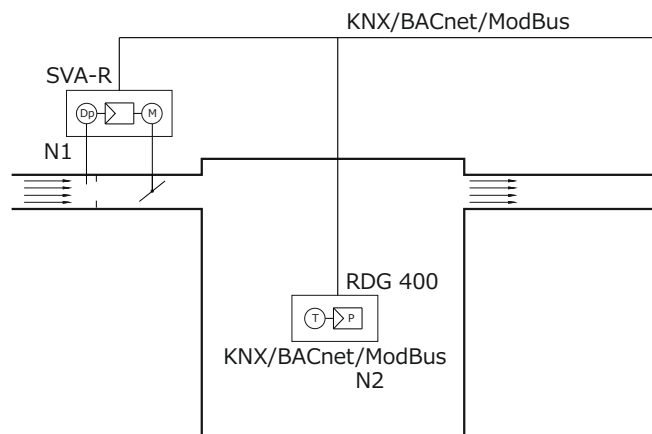 KNX/BACnet/ModBus
SVA-R
Dp M
N1
RDG 400
T P
KNX/BACnet/ModBus
N2